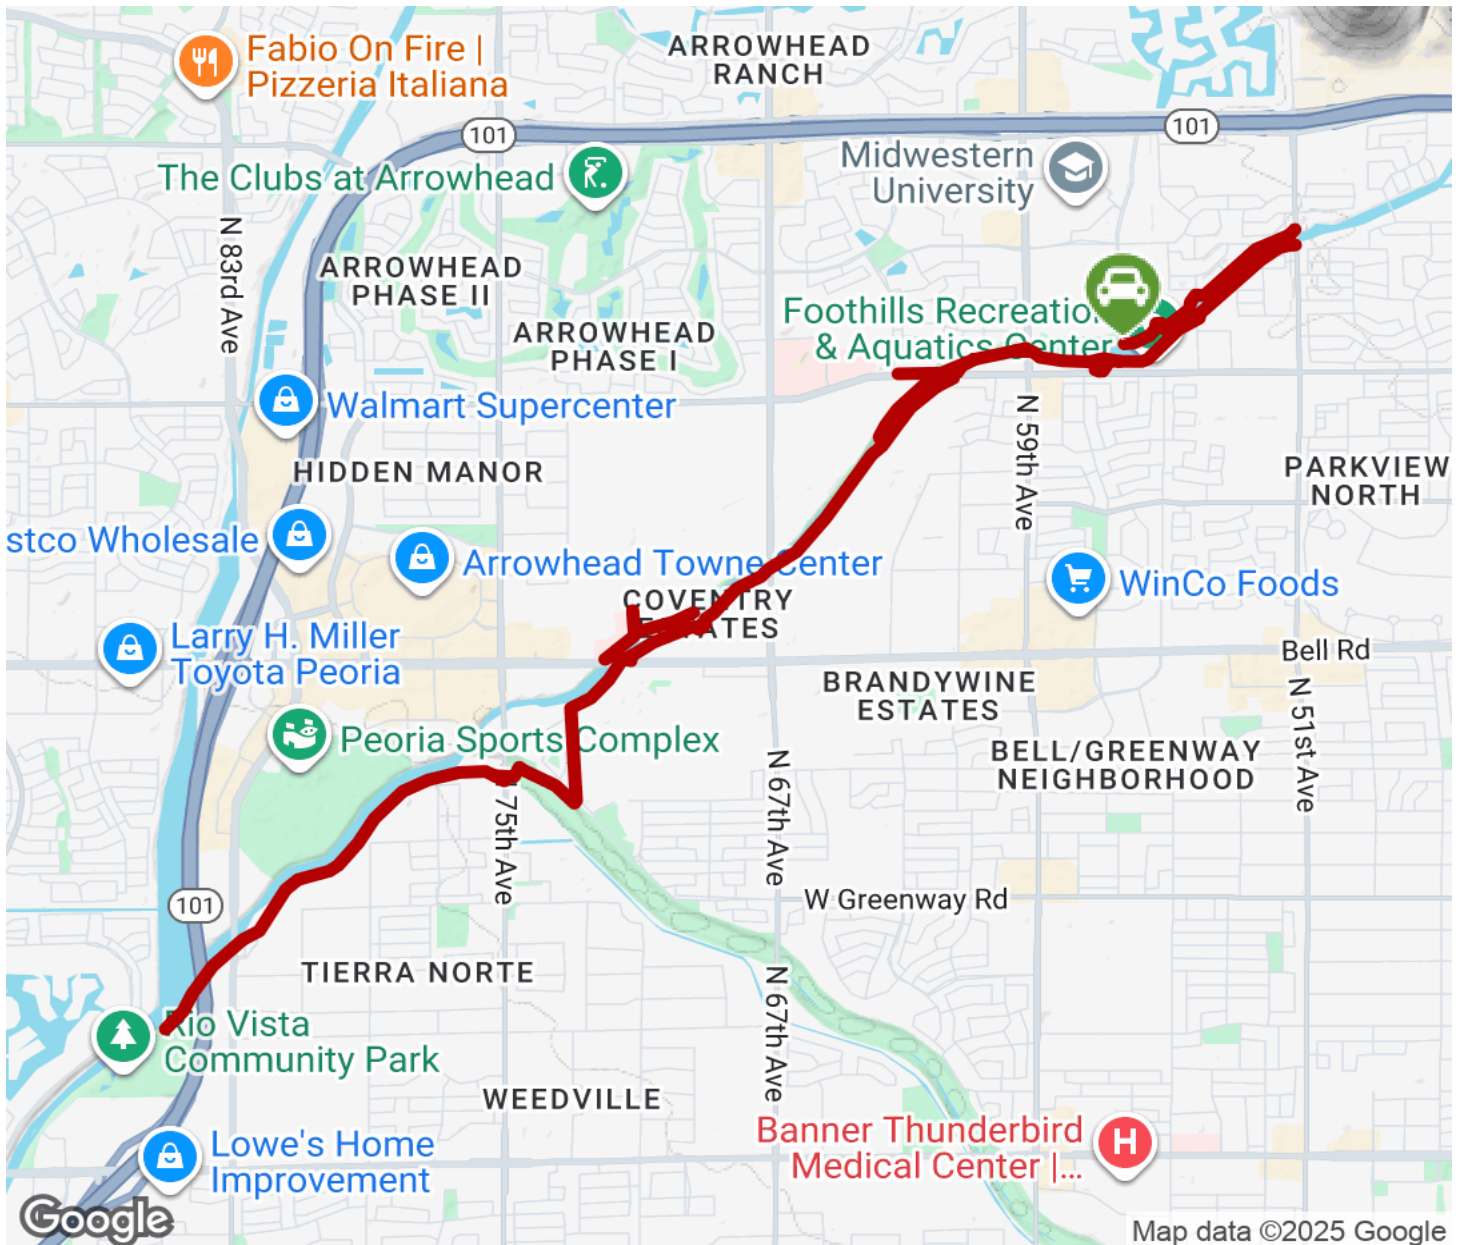 Fabio On Fire |
Pizzeria Italiana
ARROWHEAD
RANCH
101
101
The Clubs at Arrowhead
Midwestern
University
N 83rd Ave
ARROWHEAD
PHASE II
ARROWHEAD
PHASE I
Foothills Recreatio
& Aquatics Center
Walmart Supercenter
N 59th Ave
HIDDEN MANOR
PARKVIEW
NORTH
stco Wholesale
Arrowhead Towne Center
COVENTRY
ESTATES
WinCo Foods
Larry H. Miller
Toyota Peoria
Bell Rd
BRANDYWINE
ESTATES
N 51st Ave
Peoria Sports Complex
BELL/GREENWAY
NEIGHBORHOOD
N 67th Ave
75th Ave
101
W Greenway Rd
TIERRA NORTE
N 67th Ave
Rio Vista
Community Park
WEEDVILLE
Banner Thunderbird
Medical Center |...
H
Lowe's Home
Improvement
Google
Map data ©2025 Google